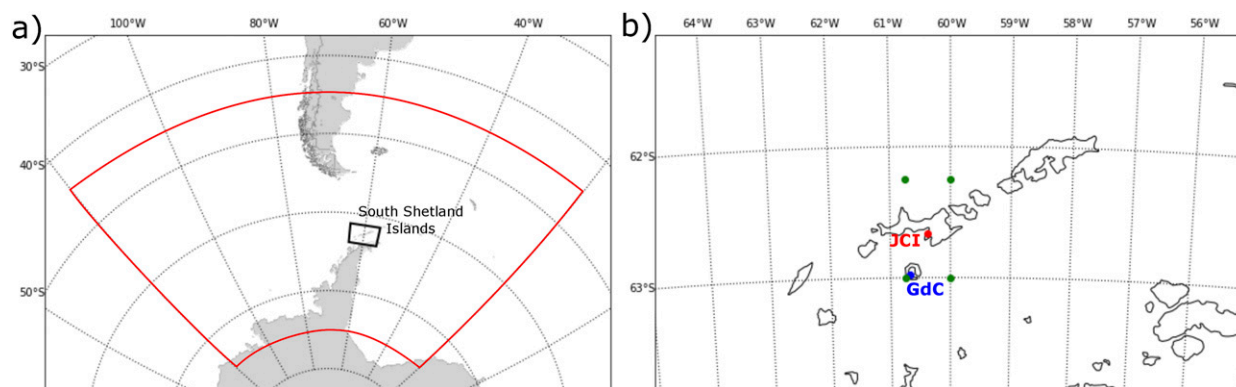 a)
100°W 80°W 60°W 40°W
30°S
40°S
50°S
South Shetland
Islands
b)
64°W 63°W 62°W 61°W 60°W 59°W 58°W 57°W 56°W
62°S
63°S
JCI
GdC